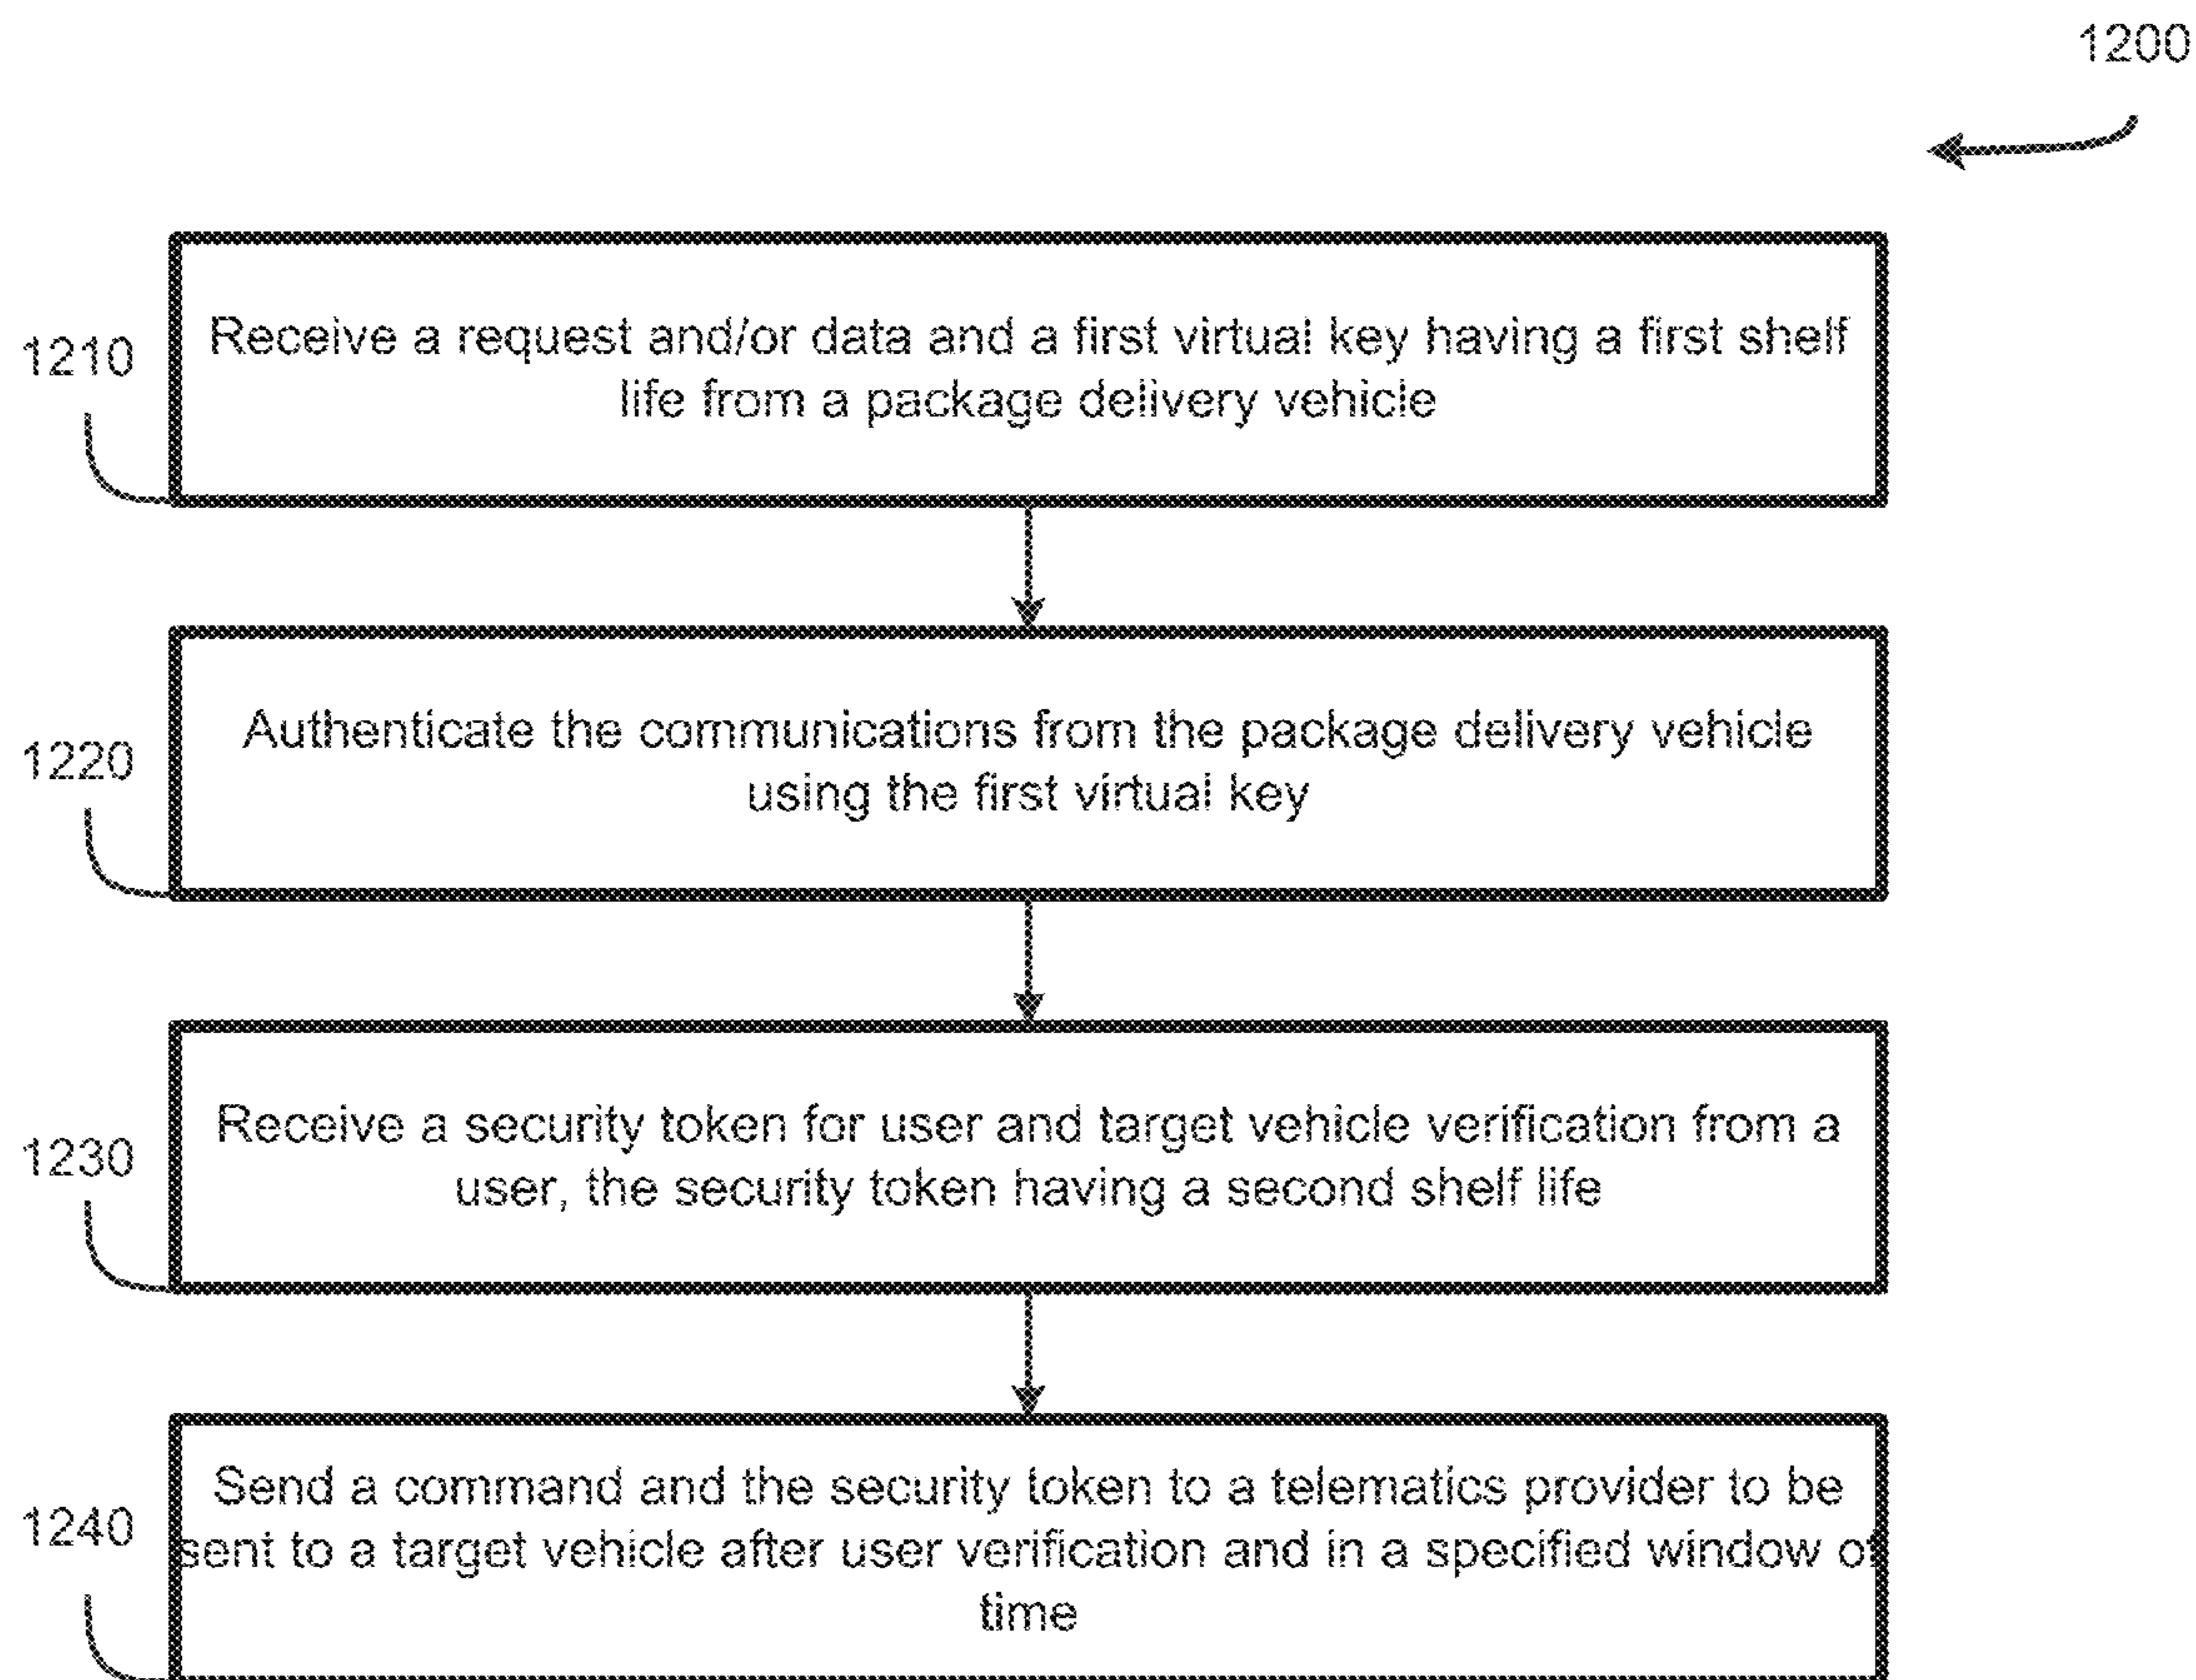 1200
1210
Receive a request and/or data and a first virtual key having a first shelf
life from a package delivery vehicle
1220
Authenticate the communications from the package delivery vehicle
using the first virtual key
1230
Receive a security token for user and target vehicle verification from a
user, the security token having a second shelf life
1240
Send a command and the security token to a telematics provider to be
sent to a target vehicle after user verification and in a specified window of
time